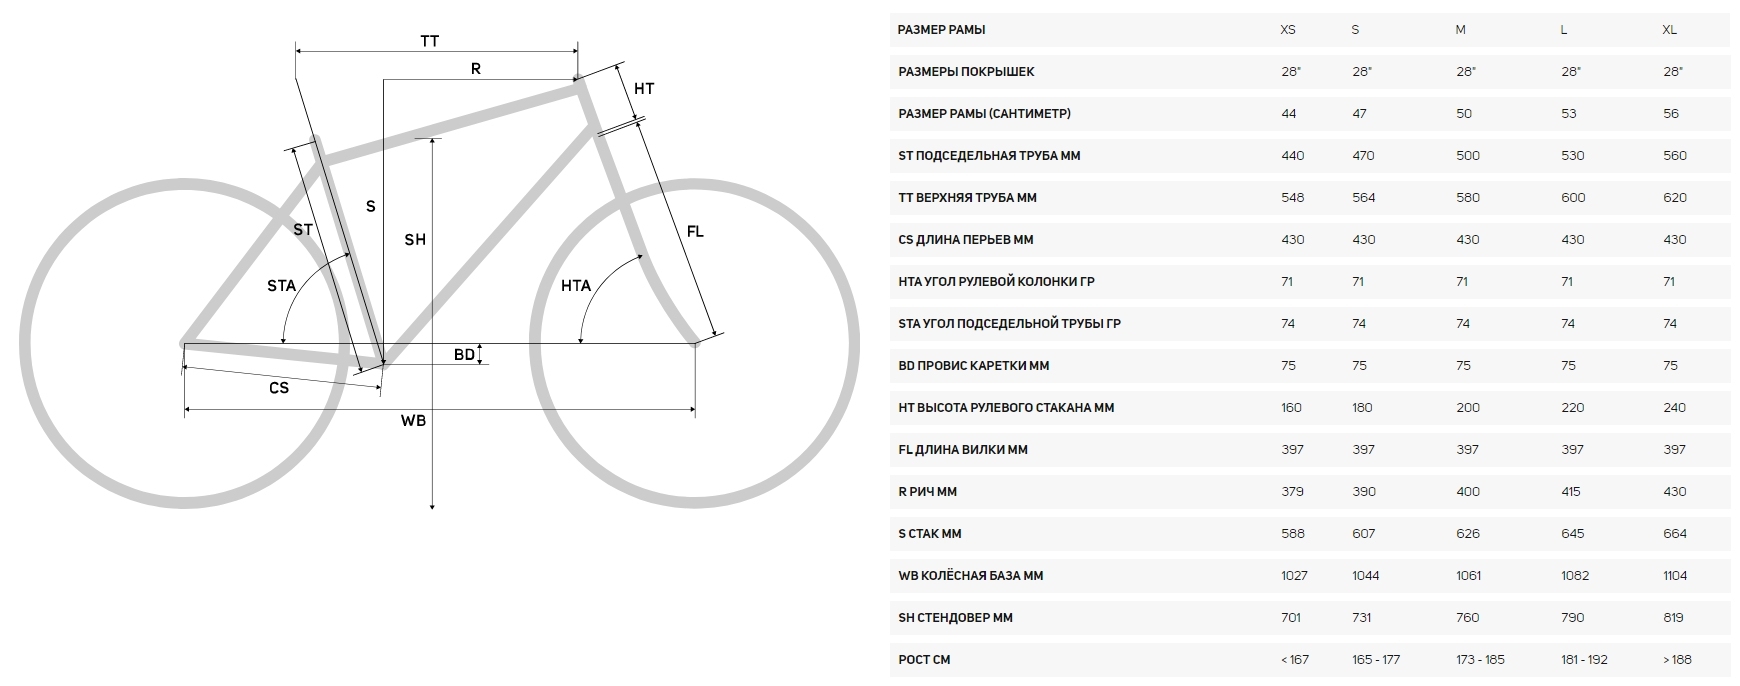 TT
R
HT
S
ST
SH
FL
STA
HTA
BD
CS
WB
РАЗМЕР РАМЫ XS S M L XL
РАЗМЕРЫ ПОКРЫШЕК 28" 28" 28" 28" 28"
РАЗМЕР РАМЫ (САНТИМЕТР) 44 47 50 53 56
ST ПОДСЕДЕЛЬНАЯ ТРУБА ММ 440 470 500 530 560
TT ВЕРХНЯЯ ТРУБА ММ 548 564 580 600 620
CS ДЛИНА ПЕРЬЕВ ММ 430 430 430 430 430
HTA УГОЛ РУЛЕВОЙ КОЛОНКИ ГР 71 71 71 71 71
STA УГОЛ ПОДСЕДЕЛЬНОЙ ТРУБЫ ГР 74 74 74 74 74
BD ПРОВИС КАРЕТКИ ММ 75 75 75 75 75
HT ВЫСОТА РУЛЕВОГО СТАКАНА ММ 160 180 200 220 240
FL ДЛИНА ВИЛКИ ММ 397 397 397 397 397
R РИЧ ММ 379 390 400 415 430
S СТАК ММ 588 607 626 645 664
WB КОЛЁСНАЯ БАЗА ММ 1027 1044 1061 1082 1104
SH СТЕНДОВЕР ММ 701 731 760 790 819
РОСТ СМ < 167 165 - 177 173 - 185 181 - 192 > 188